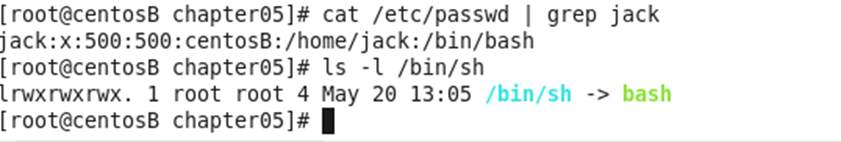 [root@centosB chapter05]# cat /etc/passwd | grep jack
jack:x:500:500:centosB:/home/jack:/bin/bash
[root@centosB chapter05]# ls -l /bin/sh
lrwxrwxrwx. 1 root root 4 May 20 13:05 /bin/sh -> bash
[root@centosB chapter05]#